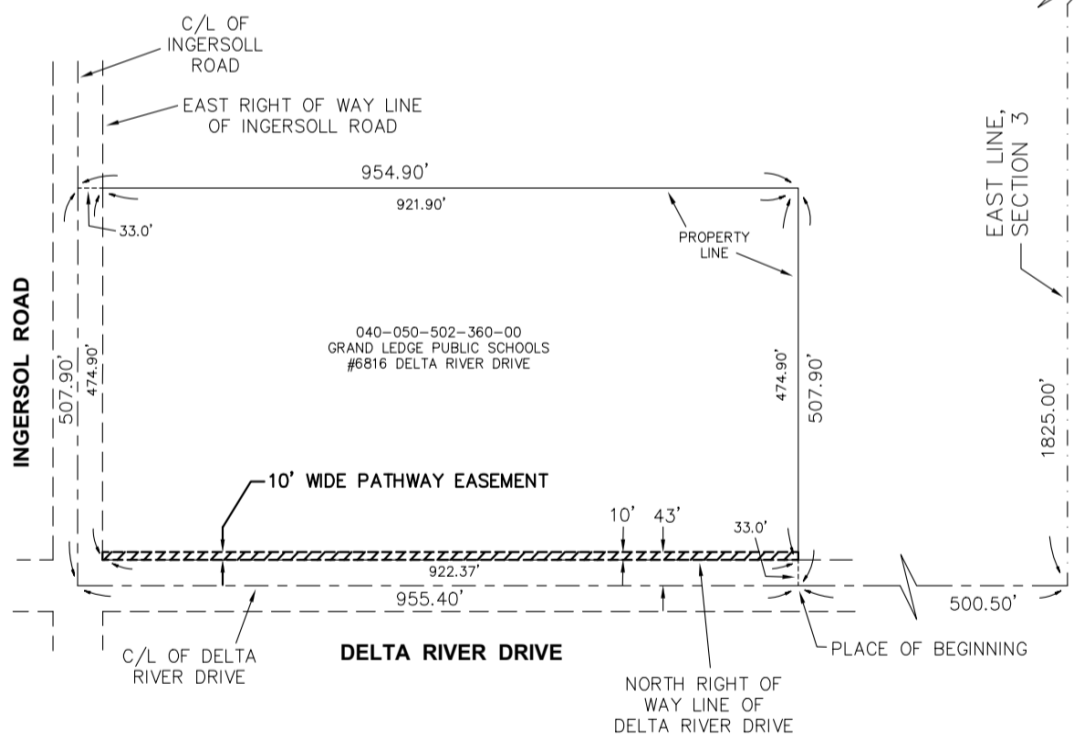 C/L OF
INGERSOLL
ROAD
EAST RIGHT OF WAY LINE
OF INGERSOLL ROAD
EAST LINE,
SECTION 3
954.90'
921.90'
33.0'
PROPERTY
LINE
INGERSOL ROAD
507.90'
474.90'
040-050-502-360-00
GRAND LEDGE PUBLIC SCHOOLS
#6816 DELTA RIVER DRIVE
474.90'
507.90'
1825.00'
10' WIDE PATHWAY EASEMENT
10'
43'
33.0'
922.37'
955.40'
500.50'
C/L OF DELTA
RIVER DRIVE
DELTA RIVER DRIVE
PLACE OF BEGINNING
NORTH RIGHT OF
WAY LINE OF
DELTA RIVER DRIVE